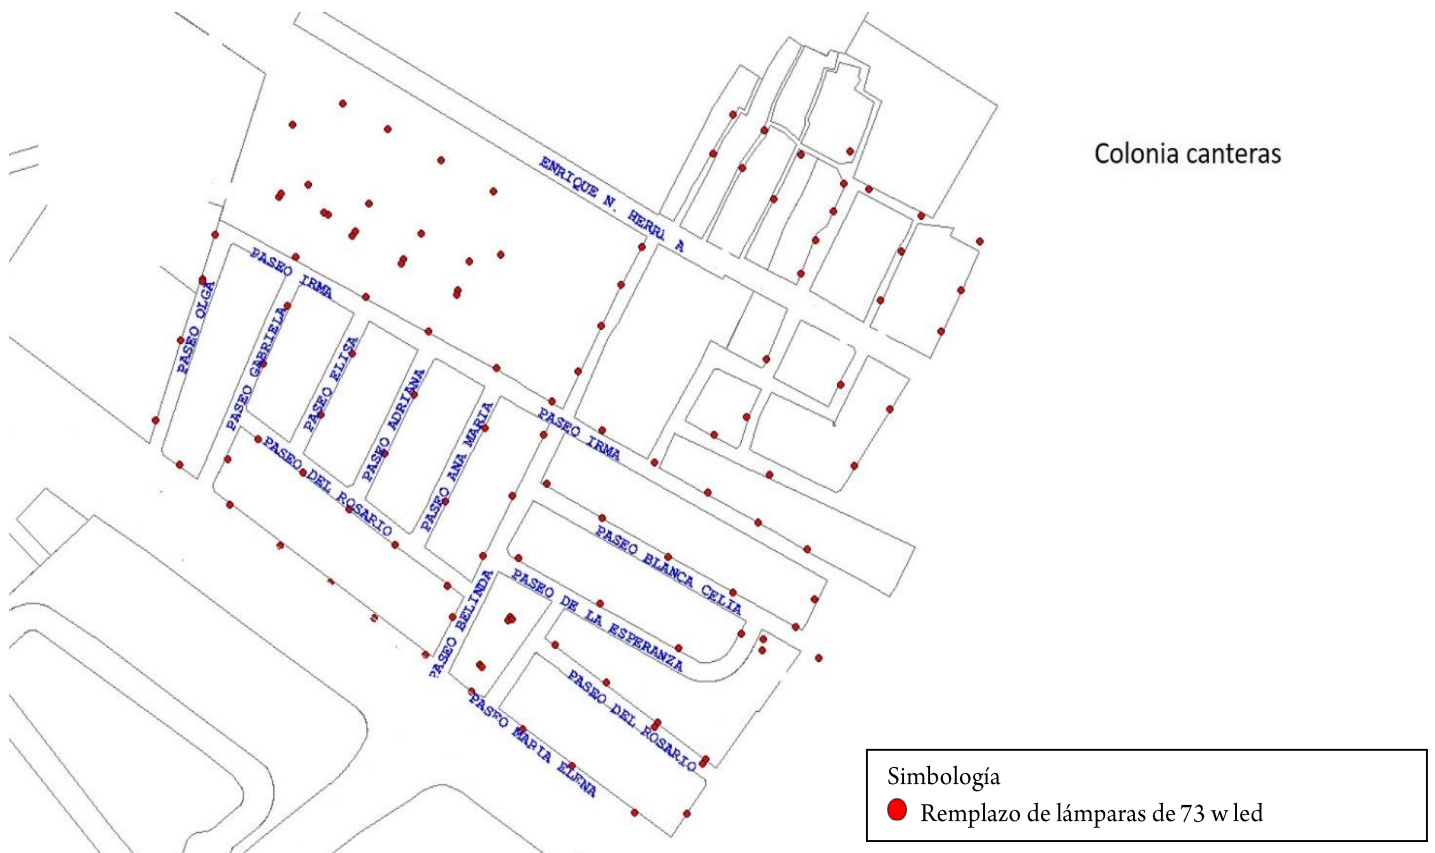 ENRIQUE N. HERR A
Colonia canteras
PASEO IRMA
PASEO OLGA
PASEO GABRIELA
PASEO ELISA
PASEO ADRIANA
PASEO ANA MARIA
PASEO IRMA
PASEO DEL ROSARIO
PASEO BLANCA CELIA
PASEO BELINDA
PASEO DE LA ESPERANZA
PASEO DEL ROSARIO
PASEO MARIA ELENA
Simbología
Remplazo de lámparas de 73 w led